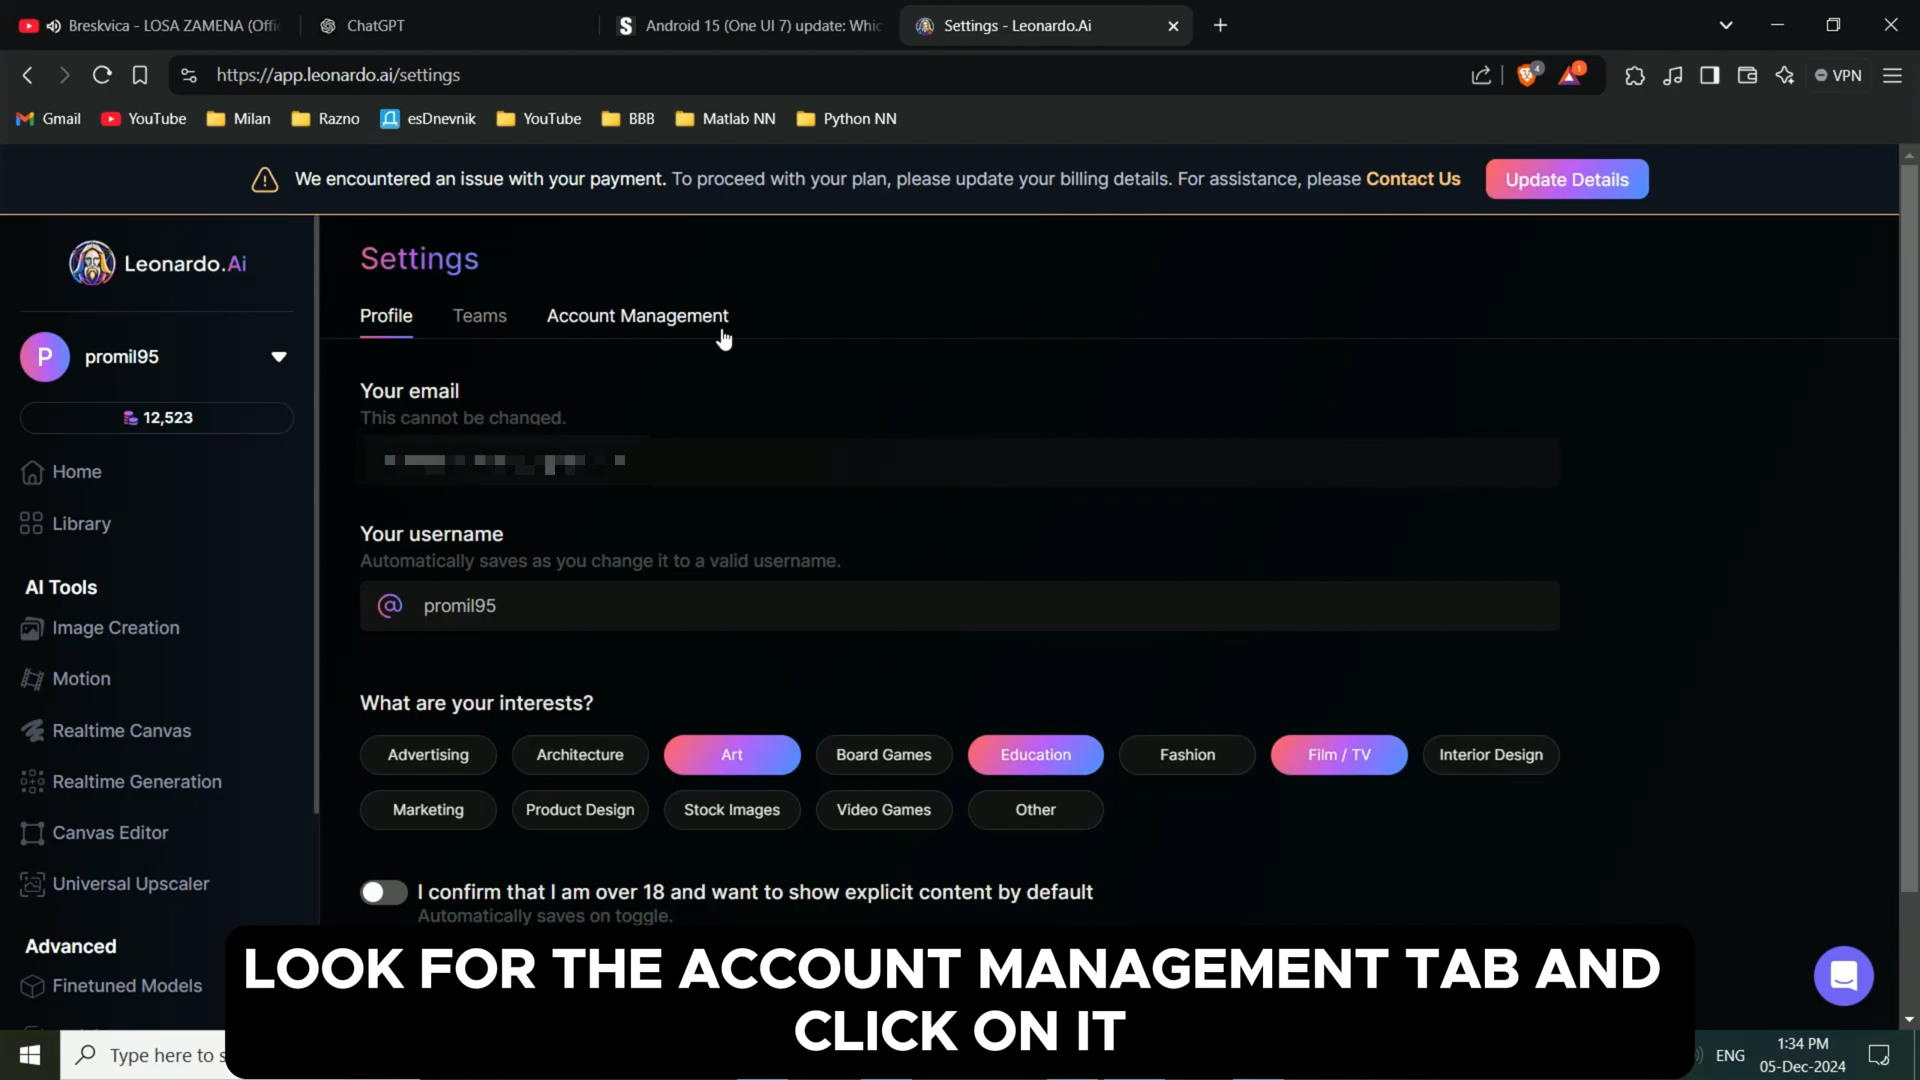 Breskvica - LOSA ZAMENA (Offi
ChatGPT
S Android 15 (One UI 7) update: Whic
Settings - Leonardo.Ai
https://app.leonardo.ai/settings
4
1
VPN
Gmail
YouTube
Milan
Razno
esDnevnik
YouTube
BBB
Matlab NN
Python NN
We encountered an issue with your payment. To proceed with your plan, please update your billing details. For assistance, please Contact Us
Update Details
Leonardo.Ai
P promil95
12,523
Home
Library
AI Tools
Image Creation
Motion
Realtime Canvas
Realtime Generation
Canvas Editor
Universal Upscaler
Advanced
Finetuned Models
Settings
Profile
Teams
Account Management
Your email
This cannot be changed.
Your username
Automatically saves as you change it to a valid username.
@ promil95
What are your interests?
Advertising
Architecture
Art
Board Games
Education
Fashion
Film / TV
Interior Design
Marketing
Product Design
Stock Images
Video Games
Other
I confirm that I am over 18 and want to show explicit content by default
Automatically saves on toggle.
LOOK FOR THE ACCOUNT MANAGEMENT TAB AND
CLICK ON IT
Type here to s
ENG
1:34 PM
05-Dec-2024